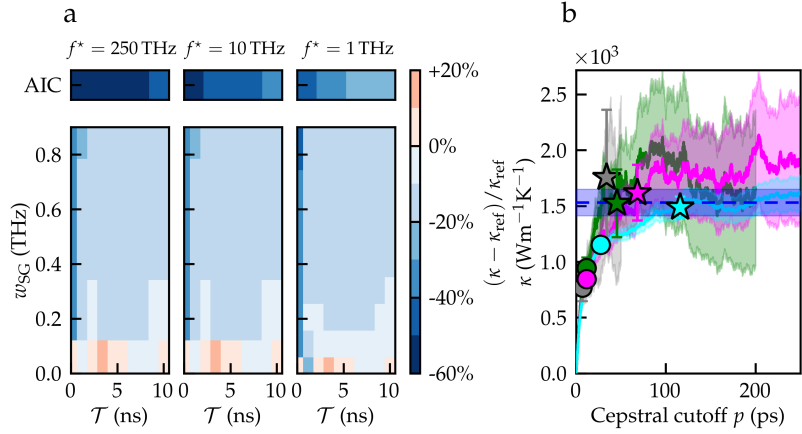 a
f⋆ = 250 THz
f⋆ = 10 THz
f⋆ = 1 THz
AIC
0.8
0.6
0.4
0.2
0.0
w_SG (THz)
0
5
10
0
5
10
0
5
10
𝒯 (ns)
𝒯 (ns)
𝒯 (ns)
+20%
0%
-20%
-40%
-60%
(κ − κ_ref)/κ_ref
b
×10³
2.5
2.0
1.5
1.0
0.5
0.0
κ (Wm⁻¹K⁻¹)
0
100
200
Cepstral cutoff p (ps)